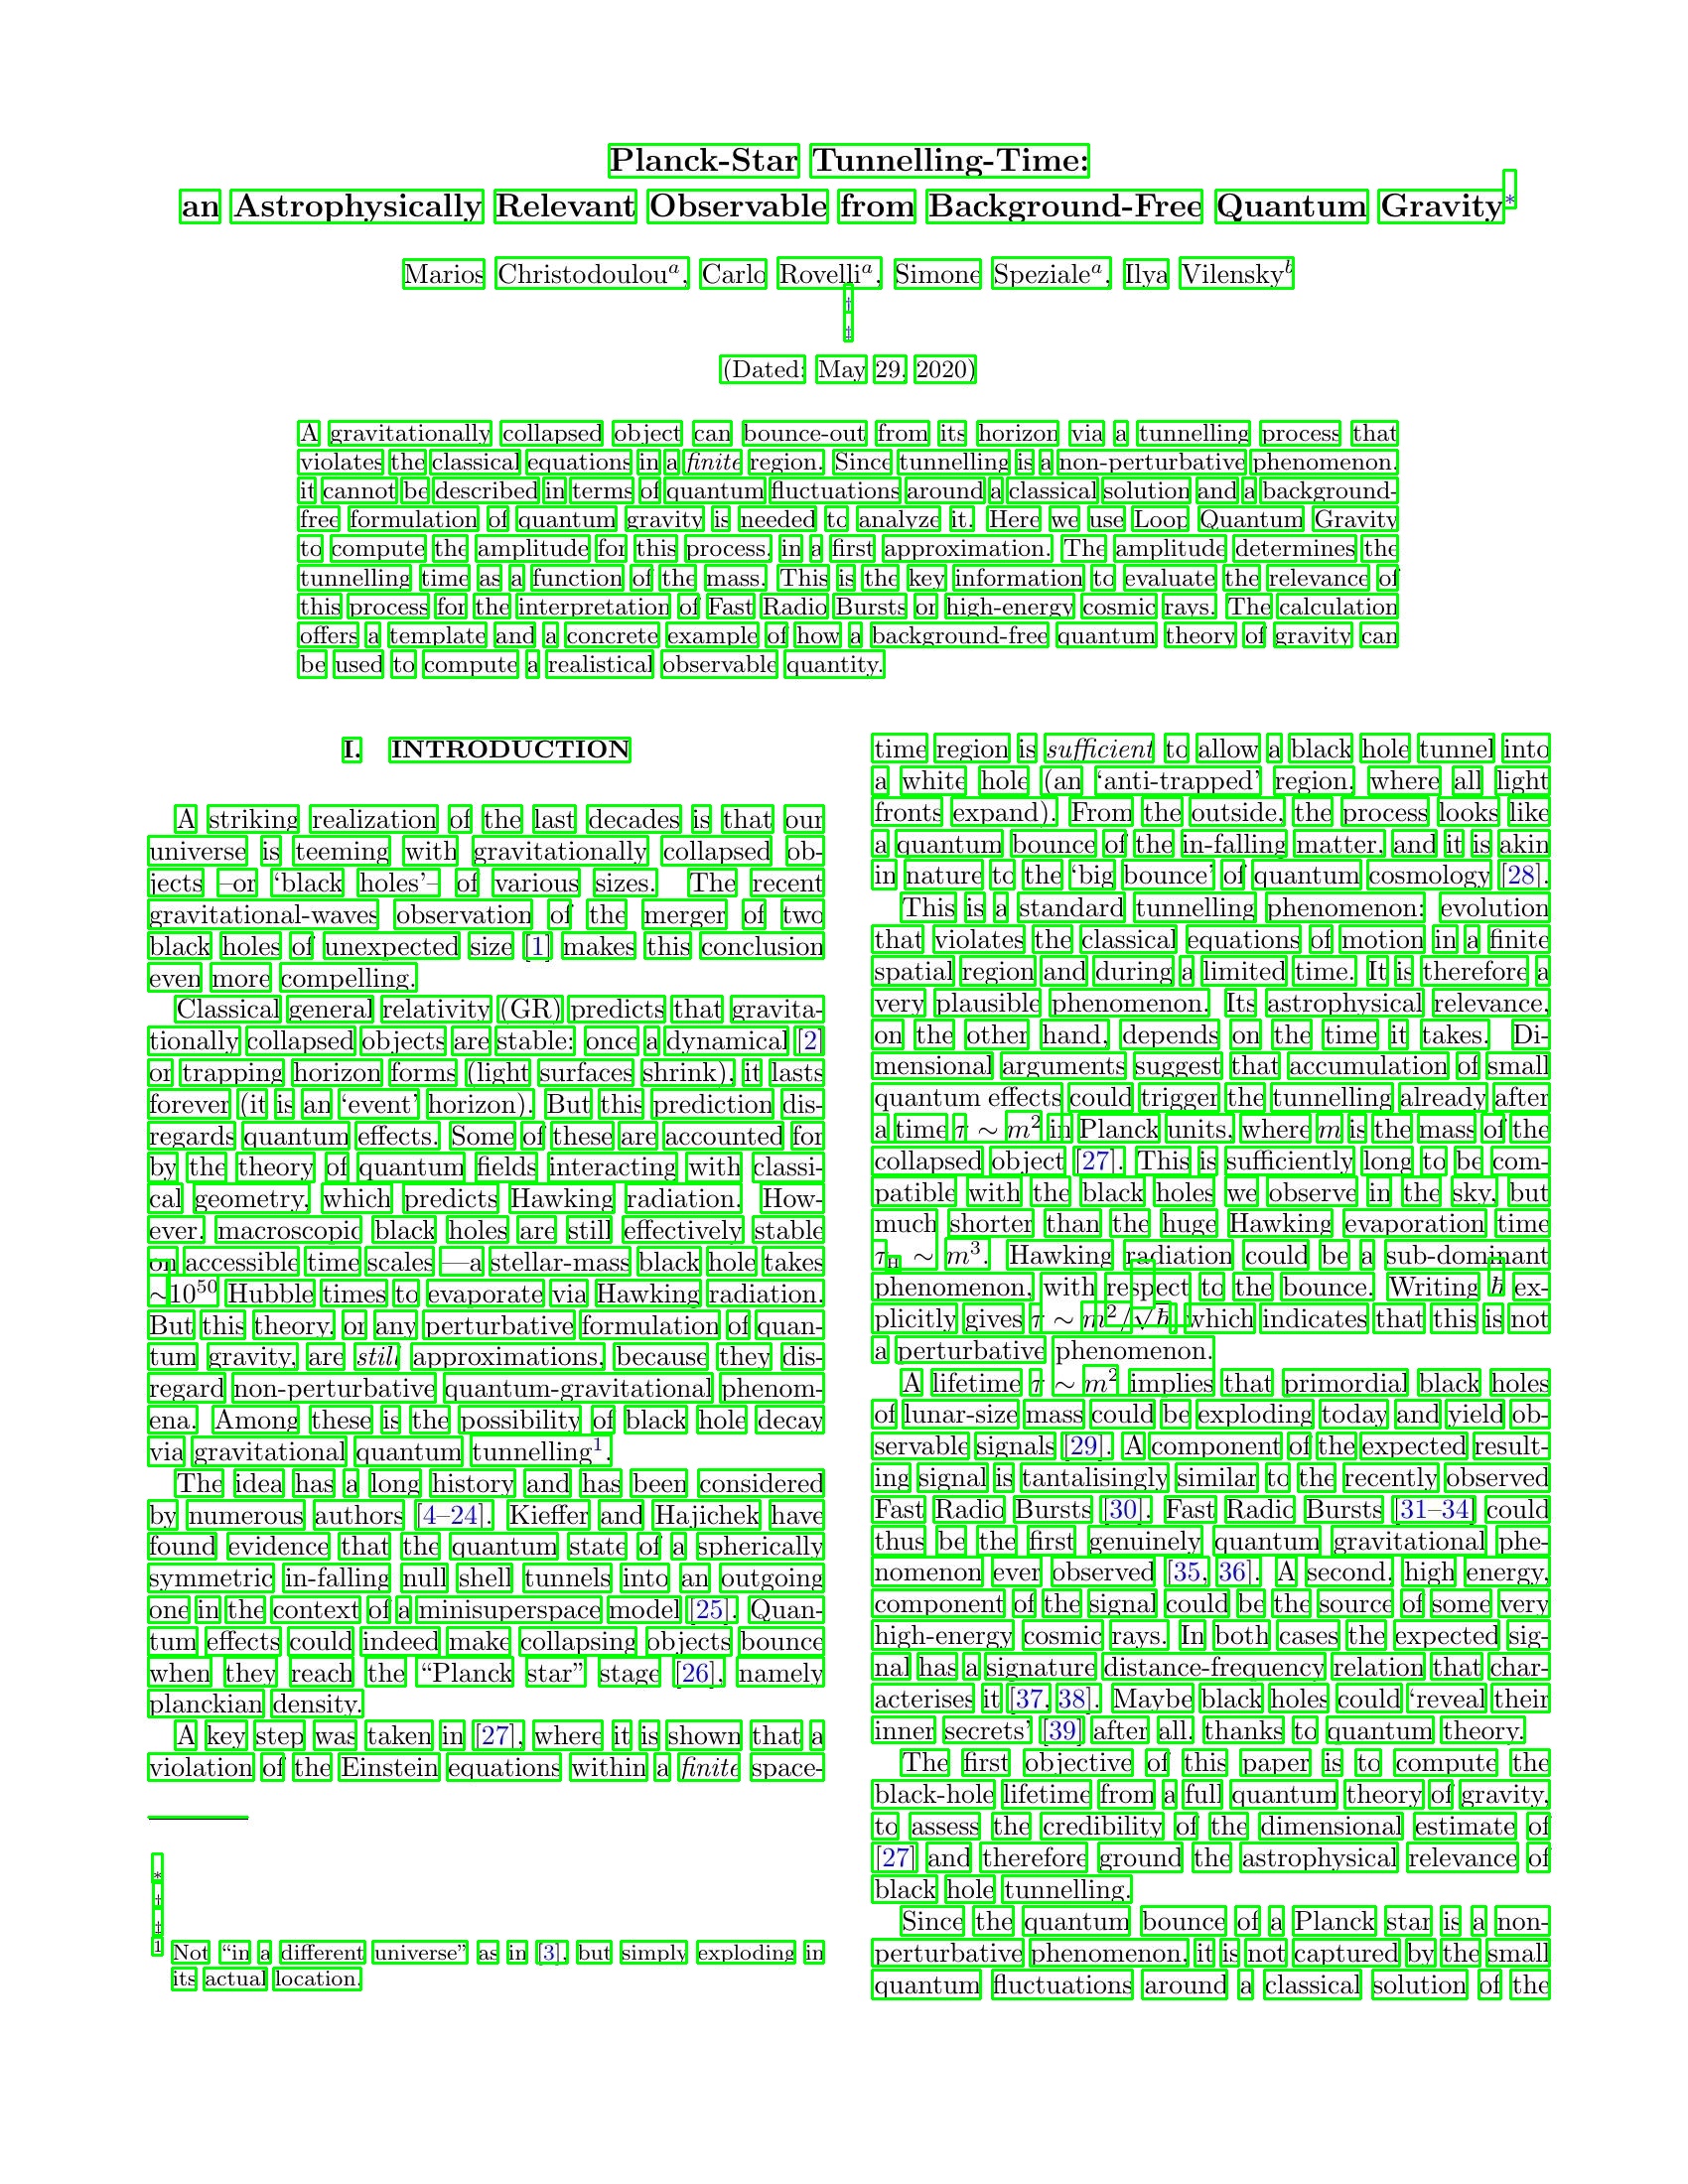 Planck-Star Tunnelling-Time:
an Astrophysically Relevant Observable from Background-Free Quantum Gravity*
Marios Christodoulou^a, Carlo Rovelli^a, Simone Speziale^a, Ilya Vilensky^b
†
‡
(Dated: May 29, 2020)
A gravitationally collapsed object can bounce-out from its horizon via a tunnelling process that
violates the classical equations in a finite region. Since tunnelling is a non-perturbative phenomenon,
it cannot be described in terms of quantum fluctuations around a classical solution and a background-
free formulation of quantum gravity is needed to analyze it. Here we use Loop Quantum Gravity
to compute the amplitude for this process, in a first approximation. The amplitude determines the
tunnelling time as a function of the mass. This is the key information to evaluate the relevance of
this process for the interpretation of Fast Radio Bursts or high-energy cosmic rays. The calculation
offers a template and a concrete example of how a background-free quantum theory of gravity can
be used to compute a realistical observable quantity.
I. INTRODUCTION
A striking realization of the last decades is that our
universe is teeming with gravitationally collapsed ob-
jects –or ‘black holes’– of various sizes. The recent
gravitational-waves observation of the merger of two
black holes of unexpected size [1] makes this conclusion
even more compelling.
Classical general relativity (GR) predicts that gravita-
tionally collapsed objects are stable: once a dynamical [2]
or trapping horizon forms (light surfaces shrink), it lasts
forever (it is an ‘event’ horizon). But this prediction dis-
regards quantum effects. Some of these are accounted for
by the theory of quantum fields interacting with classi-
cal geometry, which predicts Hawking radiation. How-
ever, macroscopic black holes are still effectively stable
on accessible time scales —a stellar-mass black hole takes
∼10^50 Hubble times to evaporate via Hawking radiation.
But this theory, or any perturbative formulation of quan-
tum gravity, are still approximations, because they dis-
regard non-perturbative quantum-gravitational phenom-
ena. Among these is the possibility of black hole decay
via gravitational quantum tunnelling^1.
The idea has a long history and has been considered
by numerous authors [4–24]. Kieffer and Hajichek have
found evidence that the quantum state of a spherically
symmetric in-falling null shell tunnels into an outgoing
one in the context of a minisuperspace model [25]. Quan-
tum effects could indeed make collapsing objects bounce
when they reach the “Planck star” stage [26], namely
planckian density.
A key step was taken in [27], where it is shown that a
violation of the Einstein equations within a finite space-
*
†
‡
1 Not “in a different universe” as in [3], but simply exploding in
its actual location.
time region is sufficient to allow a black hole tunnel into
a white hole (an ‘anti-trapped’ region, where all light
fronts expand). From the outside, the process looks like
a quantum bounce of the in-falling matter, and it is akin
in nature to the ‘big bounce’ of quantum cosmology [28].
This is a standard tunnelling phenomenon: evolution
that violates the classical equations of motion in a finite
spatial region and during a limited time. It is therefore a
very plausible phenomenon. Its astrophysical relevance,
on the other hand, depends on the time it takes. Di-
mensional arguments suggest that accumulation of small
quantum effects could trigger the tunnelling already after
a time τ ∼ m^2 in Planck units, where m is the mass of the
collapsed object [27]. This is sufficiently long to be com-
patible with the black holes we observe in the sky, but
much shorter than the huge Hawking evaporation time
τ_H ∼ m^3. Hawking radiation could be a sub-dominant
phenomenon, with respect to the bounce. Writing ℏ ex-
plicitly gives τ ∼ m^2/√ℏ, which indicates that this is not
a perturbative phenomenon.
A lifetime τ ∼ m^2 implies that primordial black holes
of lunar-size mass could be exploding today and yield ob-
servable signals [29]. A component of the expected result-
ing signal is tantalisingly similar to the recently observed
Fast Radio Bursts [30]. Fast Radio Bursts [31–34] could
thus be the first genuinely quantum gravitational phe-
nomenon ever observed [35, 36]. A second, high energy,
component of the signal could be the source of some very
high-energy cosmic rays. In both cases the expected sig-
nal has a signature distance-frequency relation that char-
acterises it [37, 38]. Maybe black holes could ‘reveal their
inner secrets’ [39] after all, thanks to quantum theory.
The first objective of this paper is to compute the
black-hole lifetime from a full quantum theory of gravity,
to assess the credibility of the dimensional estimate of
[27] and therefore ground the astrophysical relevance of
black hole tunnelling.
Since the quantum bounce of a Planck star is a non-
perturbative phenomenon, it is not captured by the small
quantum fluctuations around a classical solution of the